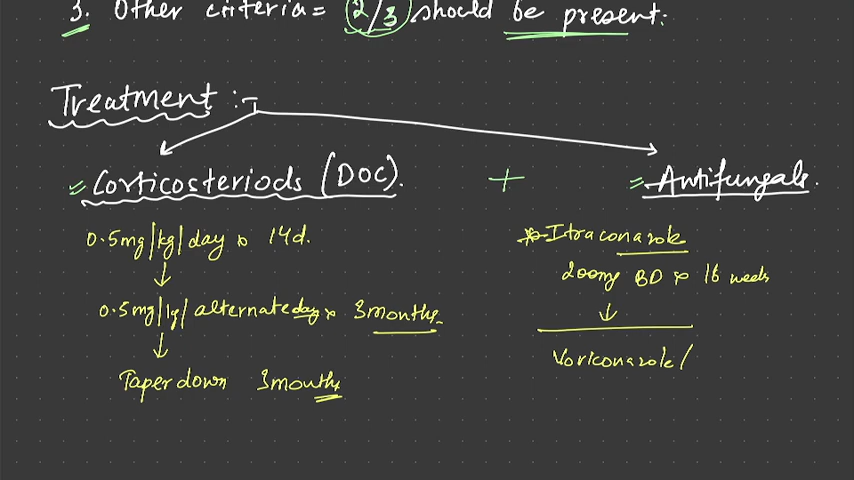 3. Other criteria = 2/3 should be present.
Treatment :-
= Corticosteriods (DOC). + = Antifungals.
0.5mg/kg/day x 14d.
0.5mg/kg/alternate day x 3months
Taper down 3months
* Itraconazole
200mg BD x 16 weeks
Voriconazole/